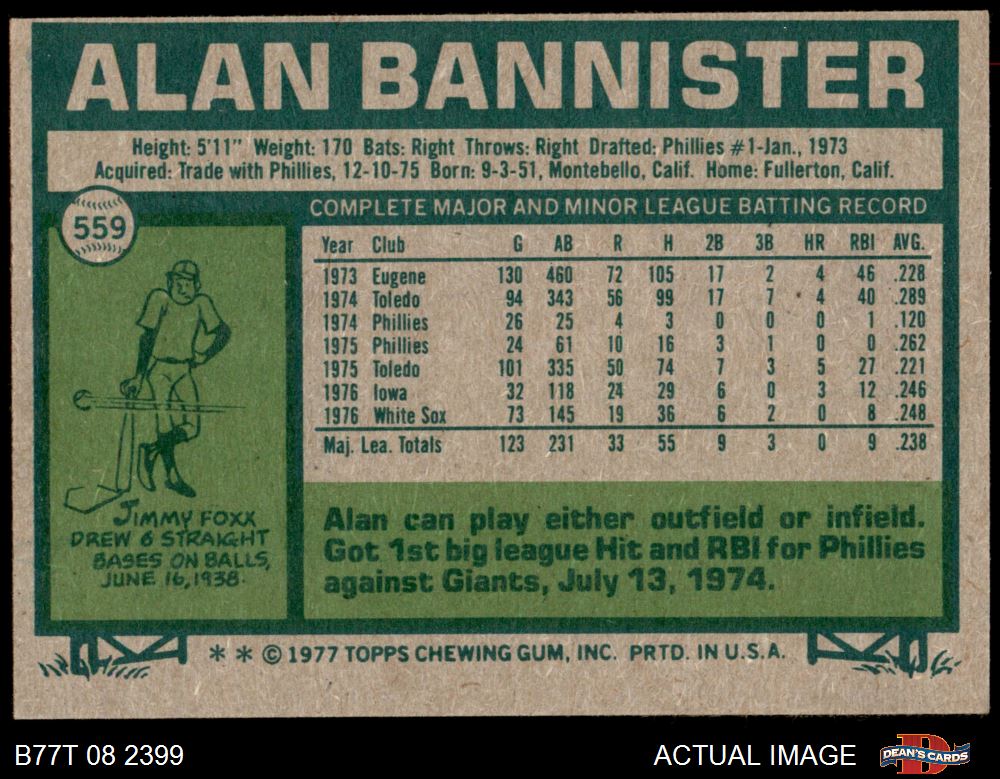 ALAN BANNISTER
Height: 5'11" Weight: 170 Bats: Right Throws: Right Drafted: Phillies #1-Jan., 1973
Acquired: Trade with Phillies, 12-10-75 Born: 9-3-51, Montebello, Calif. Home: Fullerton, Calif.
559
COMPLETE MAJOR AND MINOR LEAGUE BATTING RECORD
Year Club G AB R H 2B 3B HR RBI AVG.
1973 Eugene 130 460 72 105 17 2 4 46 .228
1974 Toledo 94 343 56 99 17 7 4 40 .289
1974 Phillies 26 25 4 3 0 0 0 1 .120
1975 Phillies 24 61 10 16 3 1 0 0 .262
1975 Toledo 101 335 50 74 7 3 5 27 .221
1976 Iowa 32 118 24 29 6 0 3 12 .246
1976 White Sox 73 145 19 36 6 2 0 8 .248
Maj. Lea. Totals 123 231 33 55 9 3 0 9 .238
JIMMY FOXX
DREW 6 STRAIGHT
BASES ON BALLS,
JUNE 16, 1938.
Alan can play either outfield or infield.
Got 1st big league Hit and RBI for Phillies
against Giants, July 13, 1974.
* * © 1977 TOPPS CHEWING GUM, INC. PRTD. IN U.S.A.
B77T 08 2399
ACTUAL IMAGE
DEAN'S CARDS